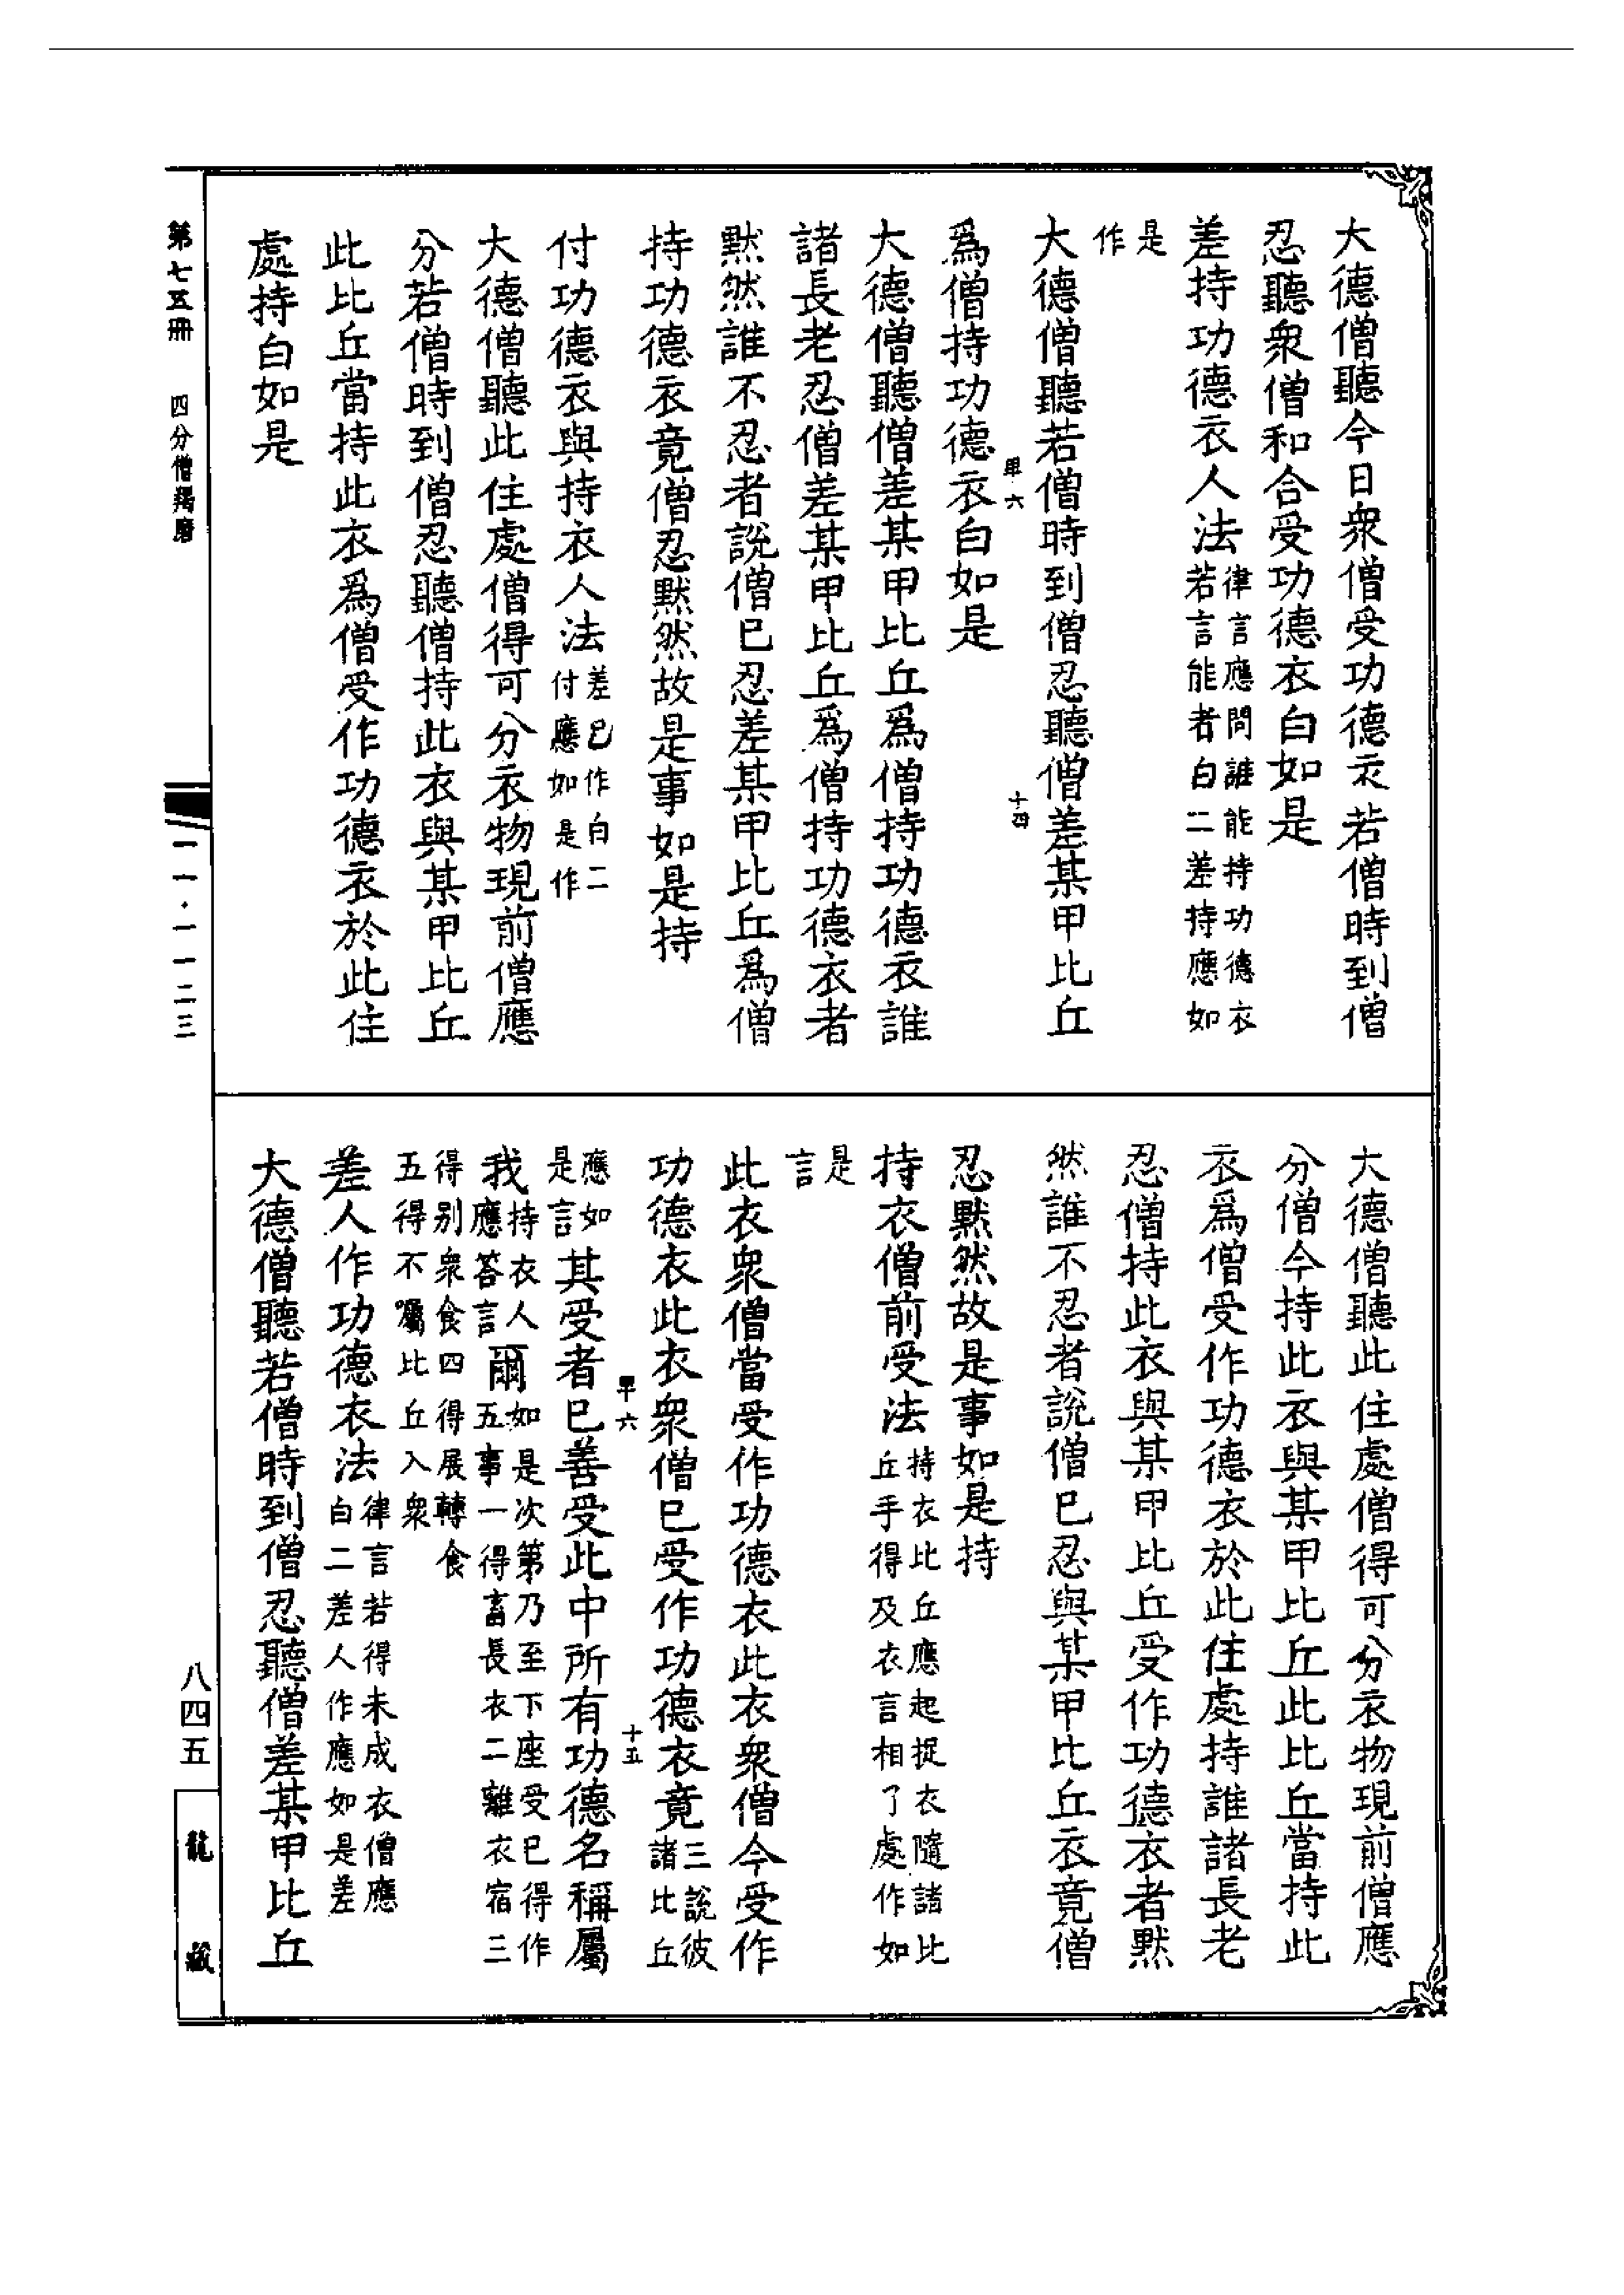 大德僧聽今日衆僧受功德衣若僧時到僧
忍聽衆僧和合受功德衣白如是
差持功德衣人法律言應問誰能持功德衣若言能者白二差持應如
是作
大德僧聽若僧時到僧忍聽僧差某甲比丘
爲僧持功德衣白如是
大德僧聽僧差某甲比丘爲僧持功德衣誰
諸長老忍僧差某甲比丘爲僧持功德衣者
默然誰不忍者說僧已忍差某甲比丘爲僧
持功德衣竟僧忍默然故是事如是持
付功德衣與持衣人法差已作白二付應如是作
大德僧聽此住處僧得可分衣物現前僧應
分若僧時到僧忍聽僧持此衣與某甲比丘
此比丘當持此衣爲僧受作功德衣於此住
處持白如是
大德僧聽此住處僧得可分衣物現前僧應
分僧今持此衣與某甲比丘此比丘當持此
衣爲僧受作功德衣於此住處持誰諸長老
忍僧持此衣與某甲比丘受作功德衣者默
然誰不忍者說僧已忍與某甲比丘衣竟僧
忍默然故是事如是持
持衣僧前受法持衣比丘應起捉衣隨諸比丘手得及衣言相了處作如
是言
此衣衆僧當受作功德衣此衣衆僧今受作
功德衣此衣衆僧已受作功德衣竟三說彼諸比丘
應如是言其受者已善受此中所有功德名稱屬
我持衣人應答言爾如是次第乃至下座受已得作五事一得畜長衣二離衣宿三
得别衆食四得展轉食五得不囑比丘入衆
差人作功德衣法律言若得未成衣僧應白二差人作應如是差
大德僧聽若僧時到僧忍聽僧差某甲比丘
第七五冊 四分僧羯磨
一一·一一二三
八四五
龍藏
卑六
十四
卑六
十五